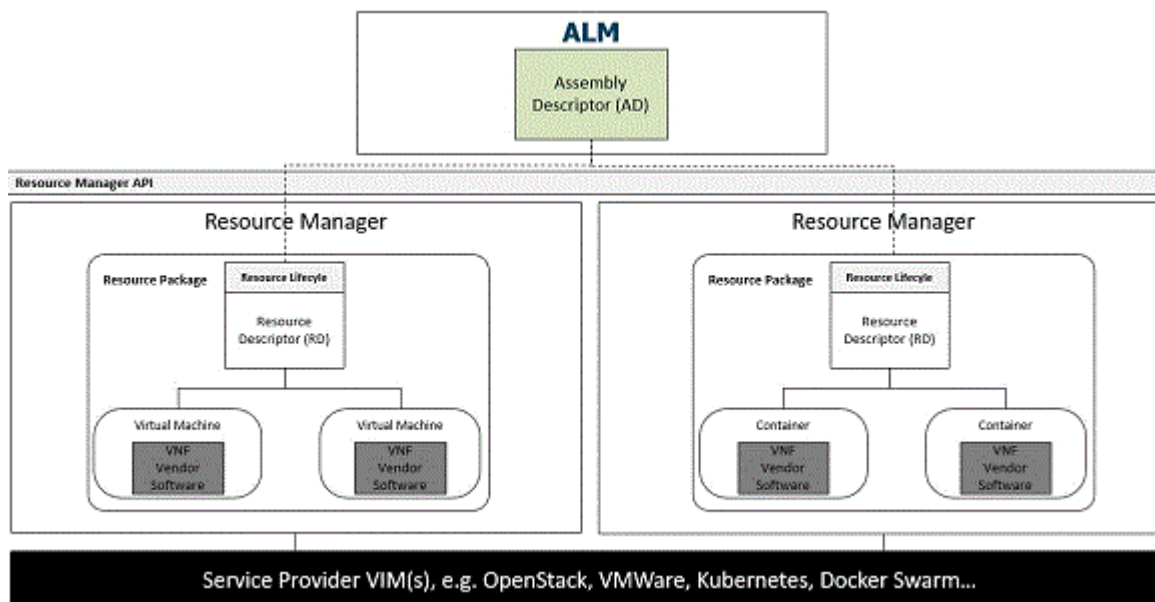 ALM
Assembly
Descriptor (AD)
Resource Manager API
Resource Manager
Resource Package
Resource Lifecyle
Resource
Descriptor (RD)
Virtual Machine
VNF
Vendor
Software
Virtual Machine
VNF
Vendor
Software
Resource Manager
Resource Package
Resource Lifecyle
Resource
Descriptor (RD)
Container
VNF
Vendor
Software
Container
VNF
Vendor
Software
Service Provider VIM(s), e.g. OpenStack, VMWare, Kubernetes, Docker Swarm...